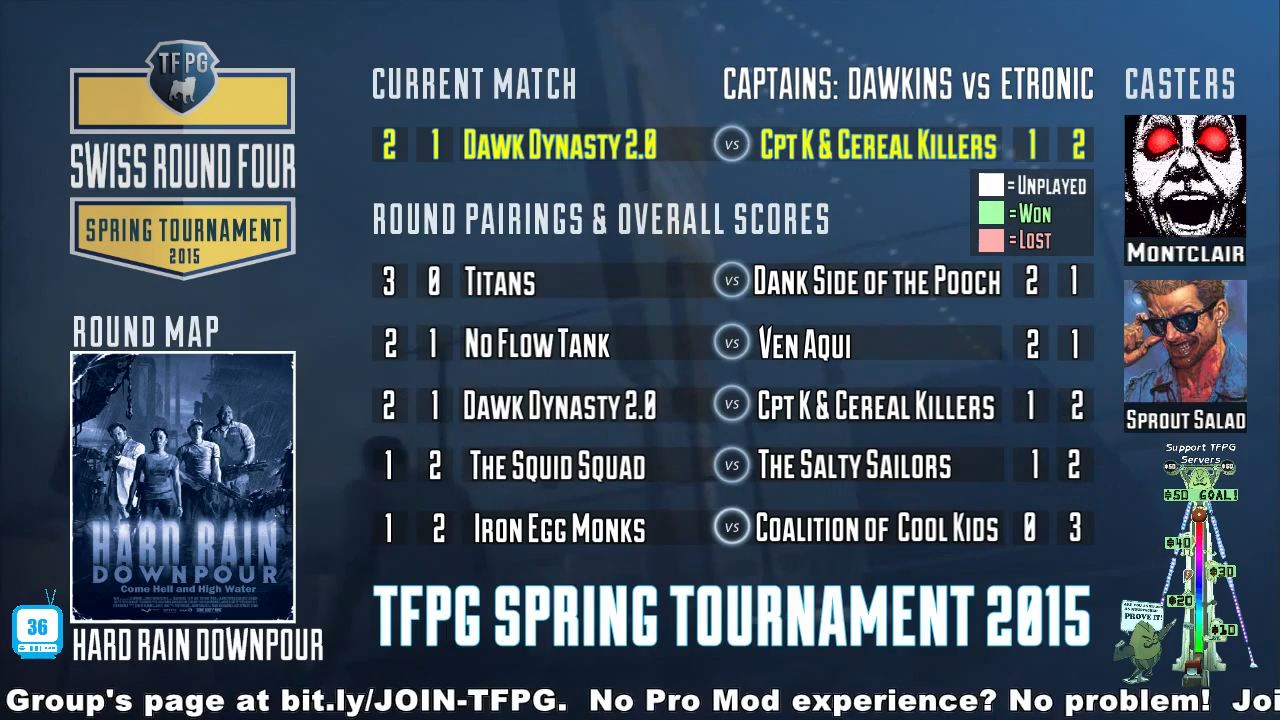 TFPG
SWISS ROUND FOUR
SPRING TOURNAMENT
2015
ROUND MAP
HARD RAIN
DOWNPOUR
Come Hell and High Water
36
HARD RAIN DOWNPOUR
CURRENT MATCH
CAPTAINS: DAWKINS vs ETRONIC
2 1 DAWK DYNASTY 2.0 VS CPT K & CEREAL KILLERS 1 2
=UNPLAYED
=WON
=LOST
ROUND PAIRINGS & OVERALL SCORES
3 0 TITANS VS DANK SIDE OF THE POOCH 2 1
2 1 NO FLOW TANK VS VEN AQUI 2 1
2 1 DAWK DYNASTY 2.0 VS CPT K & CEREAL KILLERS 1 2
1 2 THE SQUID SQUAD VS THE SALTY SAILORS 1 2
1 2 IRON EGG MONKS VS COALITION OF COOL KIDS 0 3
TFPG SPRING TOURNAMENT 2015
CASTERS
MONTCLAIR
SPROUT SALAD
Support TFPG
Servers
$50 GOAL!
$40
$30
$20
$10
PROVE IT!
Group's page at bit.ly/JOIN-TFPG. No Pro Mod experience? No problem! Joi